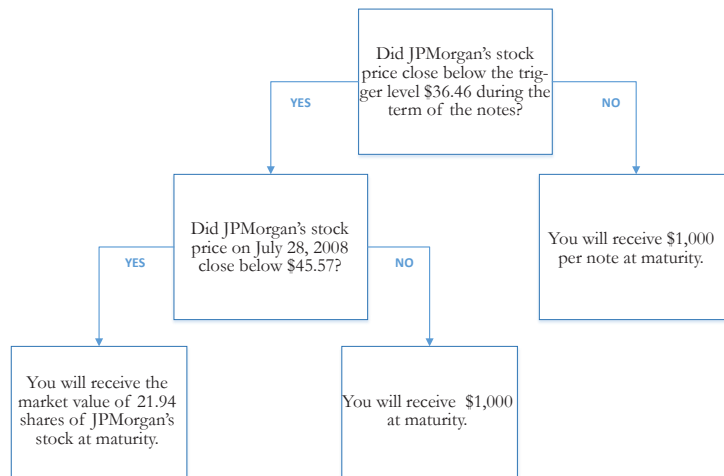 Did JPMorgan's stock
price close below the trig-
ger level $36.46 during the
term of the notes?
YES
NO
Did JPMorgan's stock
price on July 28, 2008
close below $45.57?
You will receive $1,000
per note at maturity.
YES
NO
You will receive the
market value of 21.94
shares of JPMorgan's
stock at maturity.
You will receive $1,000
at maturity.